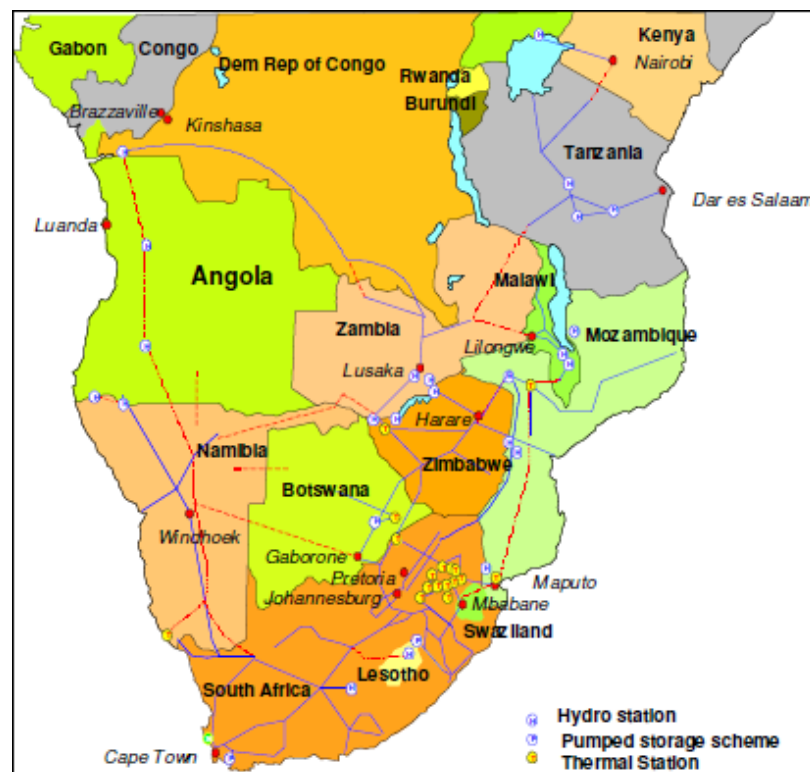 Gabon
Congo
Kenya
Dem Rep of Congo
Nairobi
Rwanda
Burundi
Brazzaville
Kinshasa
Tanzania
Dar es Salaam
Luanda
Angola
Malawi
Zambia
Mozambique
Lilongwe
Lusaka
Harare
Namibia
Zimbabwe
Botswana
Windhoek
Gaborone
Pretoria
Maputo
Johannesburg
Mbabane
Swaziland
Lesotho
South Africa
Hydro station
Pumped storage scheme
Cape Town
Thermal Station